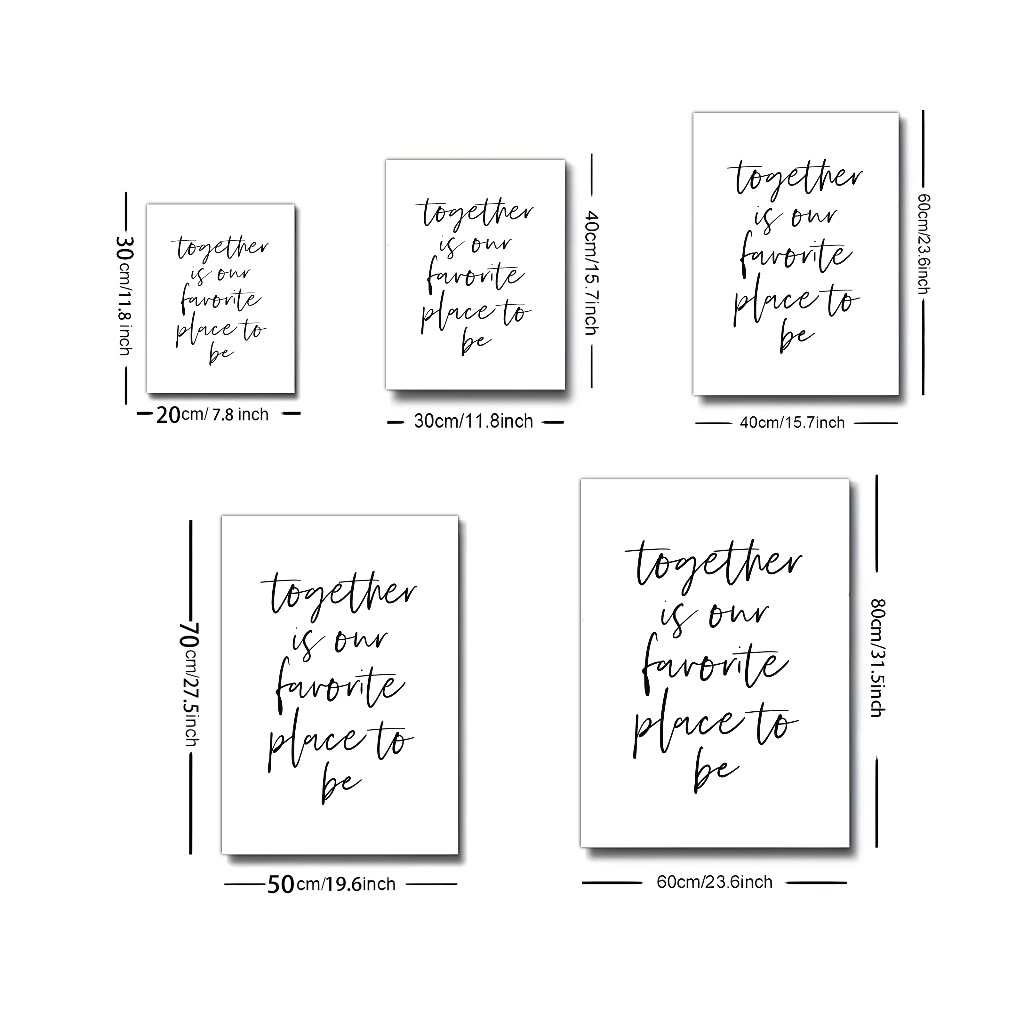 together
is our
favorite
place to
be
30cm/11.8 inch
20cm/ 7.8 inch
together
is our
favorite
place to
be
40cm/15.7inch
30cm/11.8inch
together
is our
favorite
place to
be
60cm/23.6inch
40cm/15.7inch
together
is our
favorite
place to
be
70cm/27.5inch
50cm/19.6inch
together
is our
favorite
place to
be
80cm/31.5inch
60cm/23.6inch